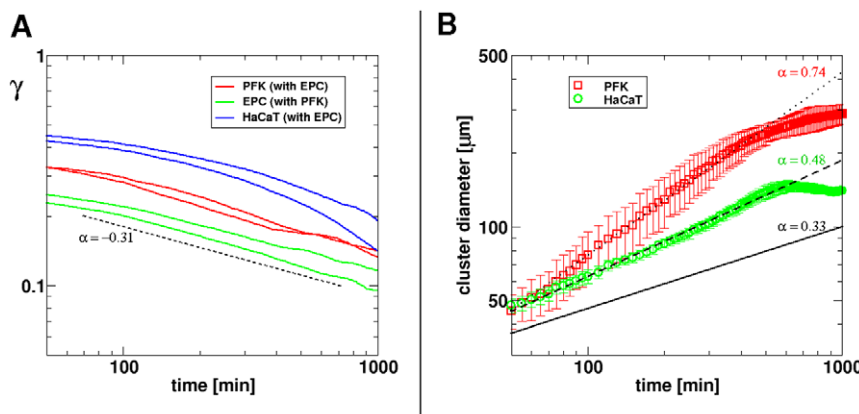 A
1
γ
PFK (with EPC)
EPC (with PFK)
HaCaT (with EPC)
α=−0.31
0.1
100
1000
time [min]
B
500
cluster diameter [μm]
PFK
HaCaT
α=0.74
α=0.48
100
α=0.33
50
100
1000
time [min]